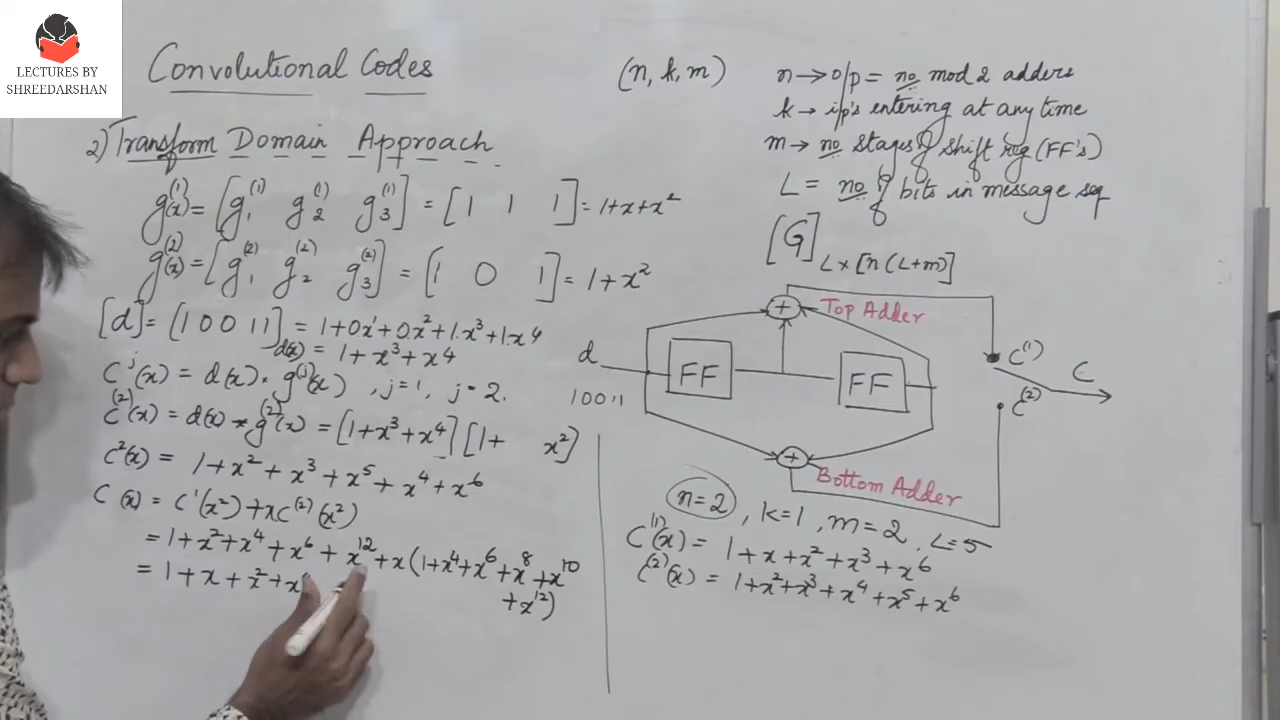 LECTURES BY
SHREEDARSHAN
Convolutional Codes
2) Transform Domain Approach
g^(1)(x) = [g₁^(1) g₂^(1) g₃^(1)] = [1 1 1] = 1+x+x²
g^(2)(x) = [g₁^(2) g₂^(2) g₃^(2)] = [1 0 1] = 1+x²
[d] = [1 0 0 1 1] = 1+0x¹+0x²+1.x³+1.x⁴
d(x) = 1+x³+x⁴
C^j(x) = d(x). g^(j)(x) , j=1, j=2.
C^(2)(x) = d(x) * g^(2)(x) = [1+x³+x⁴] [1+ x²]
C²(x) = 1+x²+x³+x⁵+x⁴+x⁶
C(x) = C¹(x²)+xC^(2)(x²)
= 1+x²+x⁴+x⁶+x¹²+x(1+x⁴+x⁶+x⁸+x¹⁰
+x¹²)
= 1+x+x²+x
(n, k, m)
n → o/p = no mod 2 adders
k → i/p's entering at any time
m → no stages of shift reg (FF's)
L = no of bits in message seq
[G] L×[n(L+m)]
+ Top Adder
d
FF
FF
C^(1)
C
C^(2)
10011
+
Bottom Adder
n=2, k=1, m=2, L=5
C^(1)(x) = 1+x+x²+x³+x⁶
C^(2)(x) = 1+x²+x³+x⁴+x⁵+x⁶